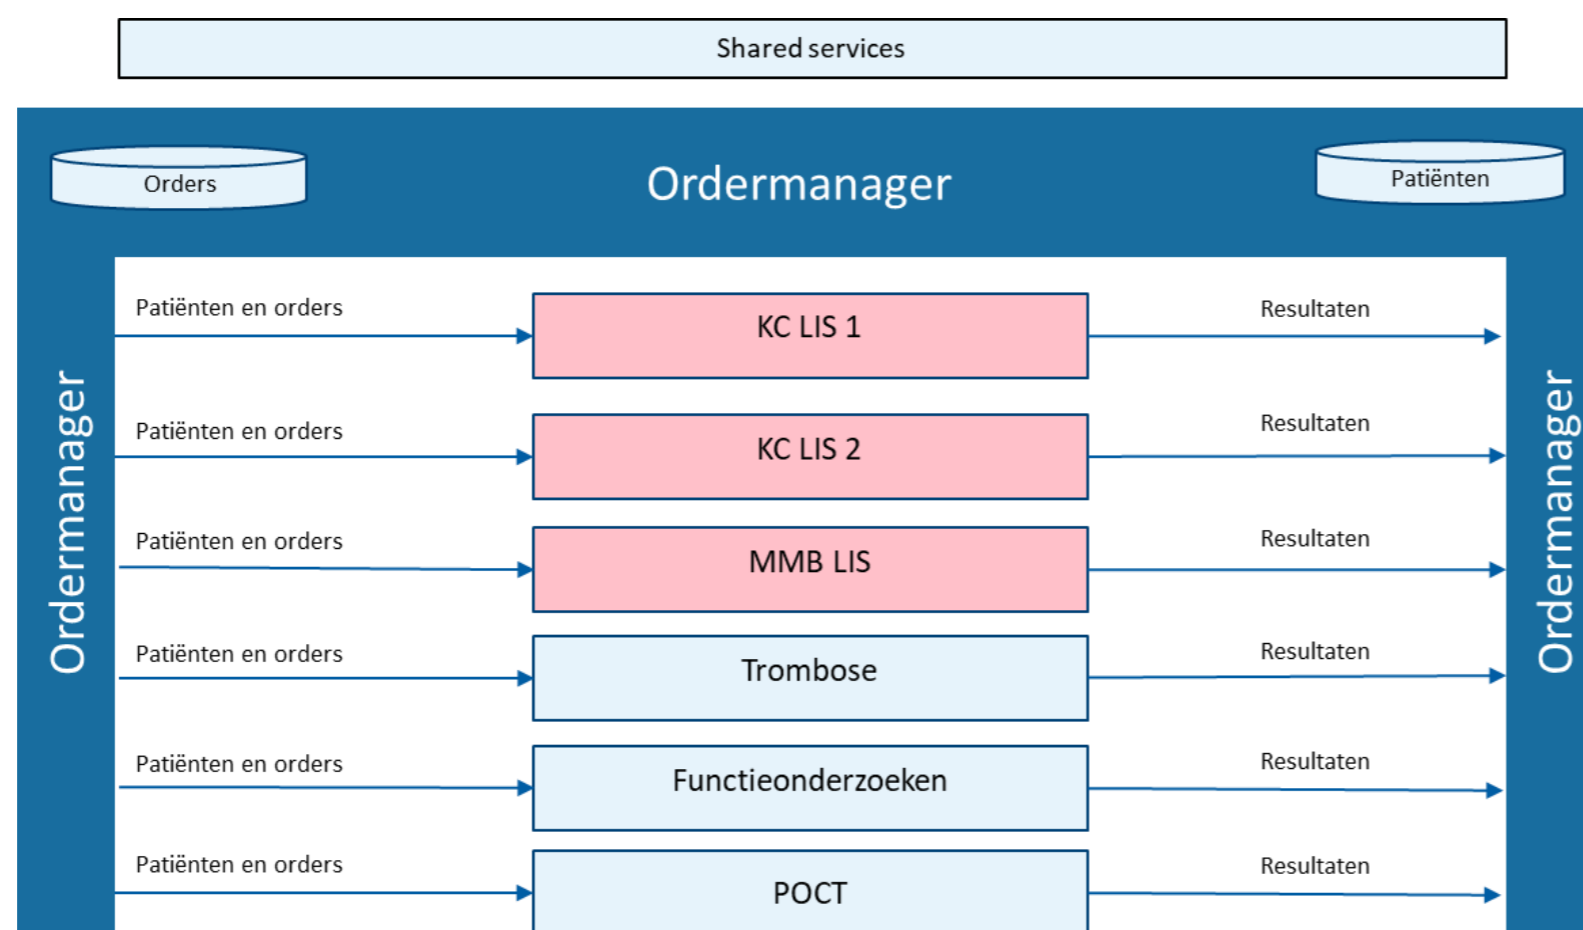 Shared services
Orders
Ordermanager
Patiënten
Ordermanager
Ordermanager
Patiënten en orders
KC LIS 1
Resultaten
Patiënten en orders
KC LIS 2
Resultaten
Patiënten en orders
MMB LIS
Resultaten
Patiënten en orders
Trombose
Resultaten
Patiënten en orders
Functieonderzoeken
Resultaten
Patiënten en orders
POCT
Resultaten